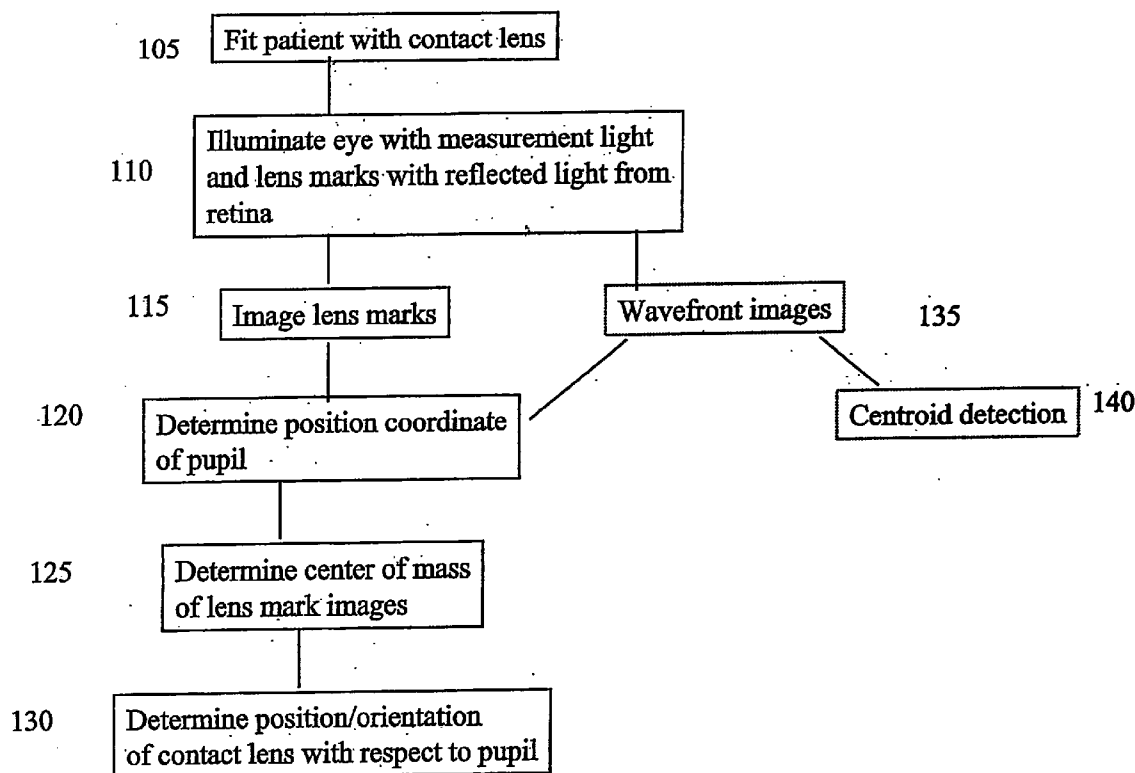 105
Fit patient with contact lens
110
Illuminate eye with measurement light
and lens marks with reflected light from
retina
115
Image lens marks
Wavefront images
135
120
Determine position coordinate
of pupil
Centroid detection
140
125
Determine center of mass
of lens mark images
130
Determine position/orientation
of contact lens with respect to pupil